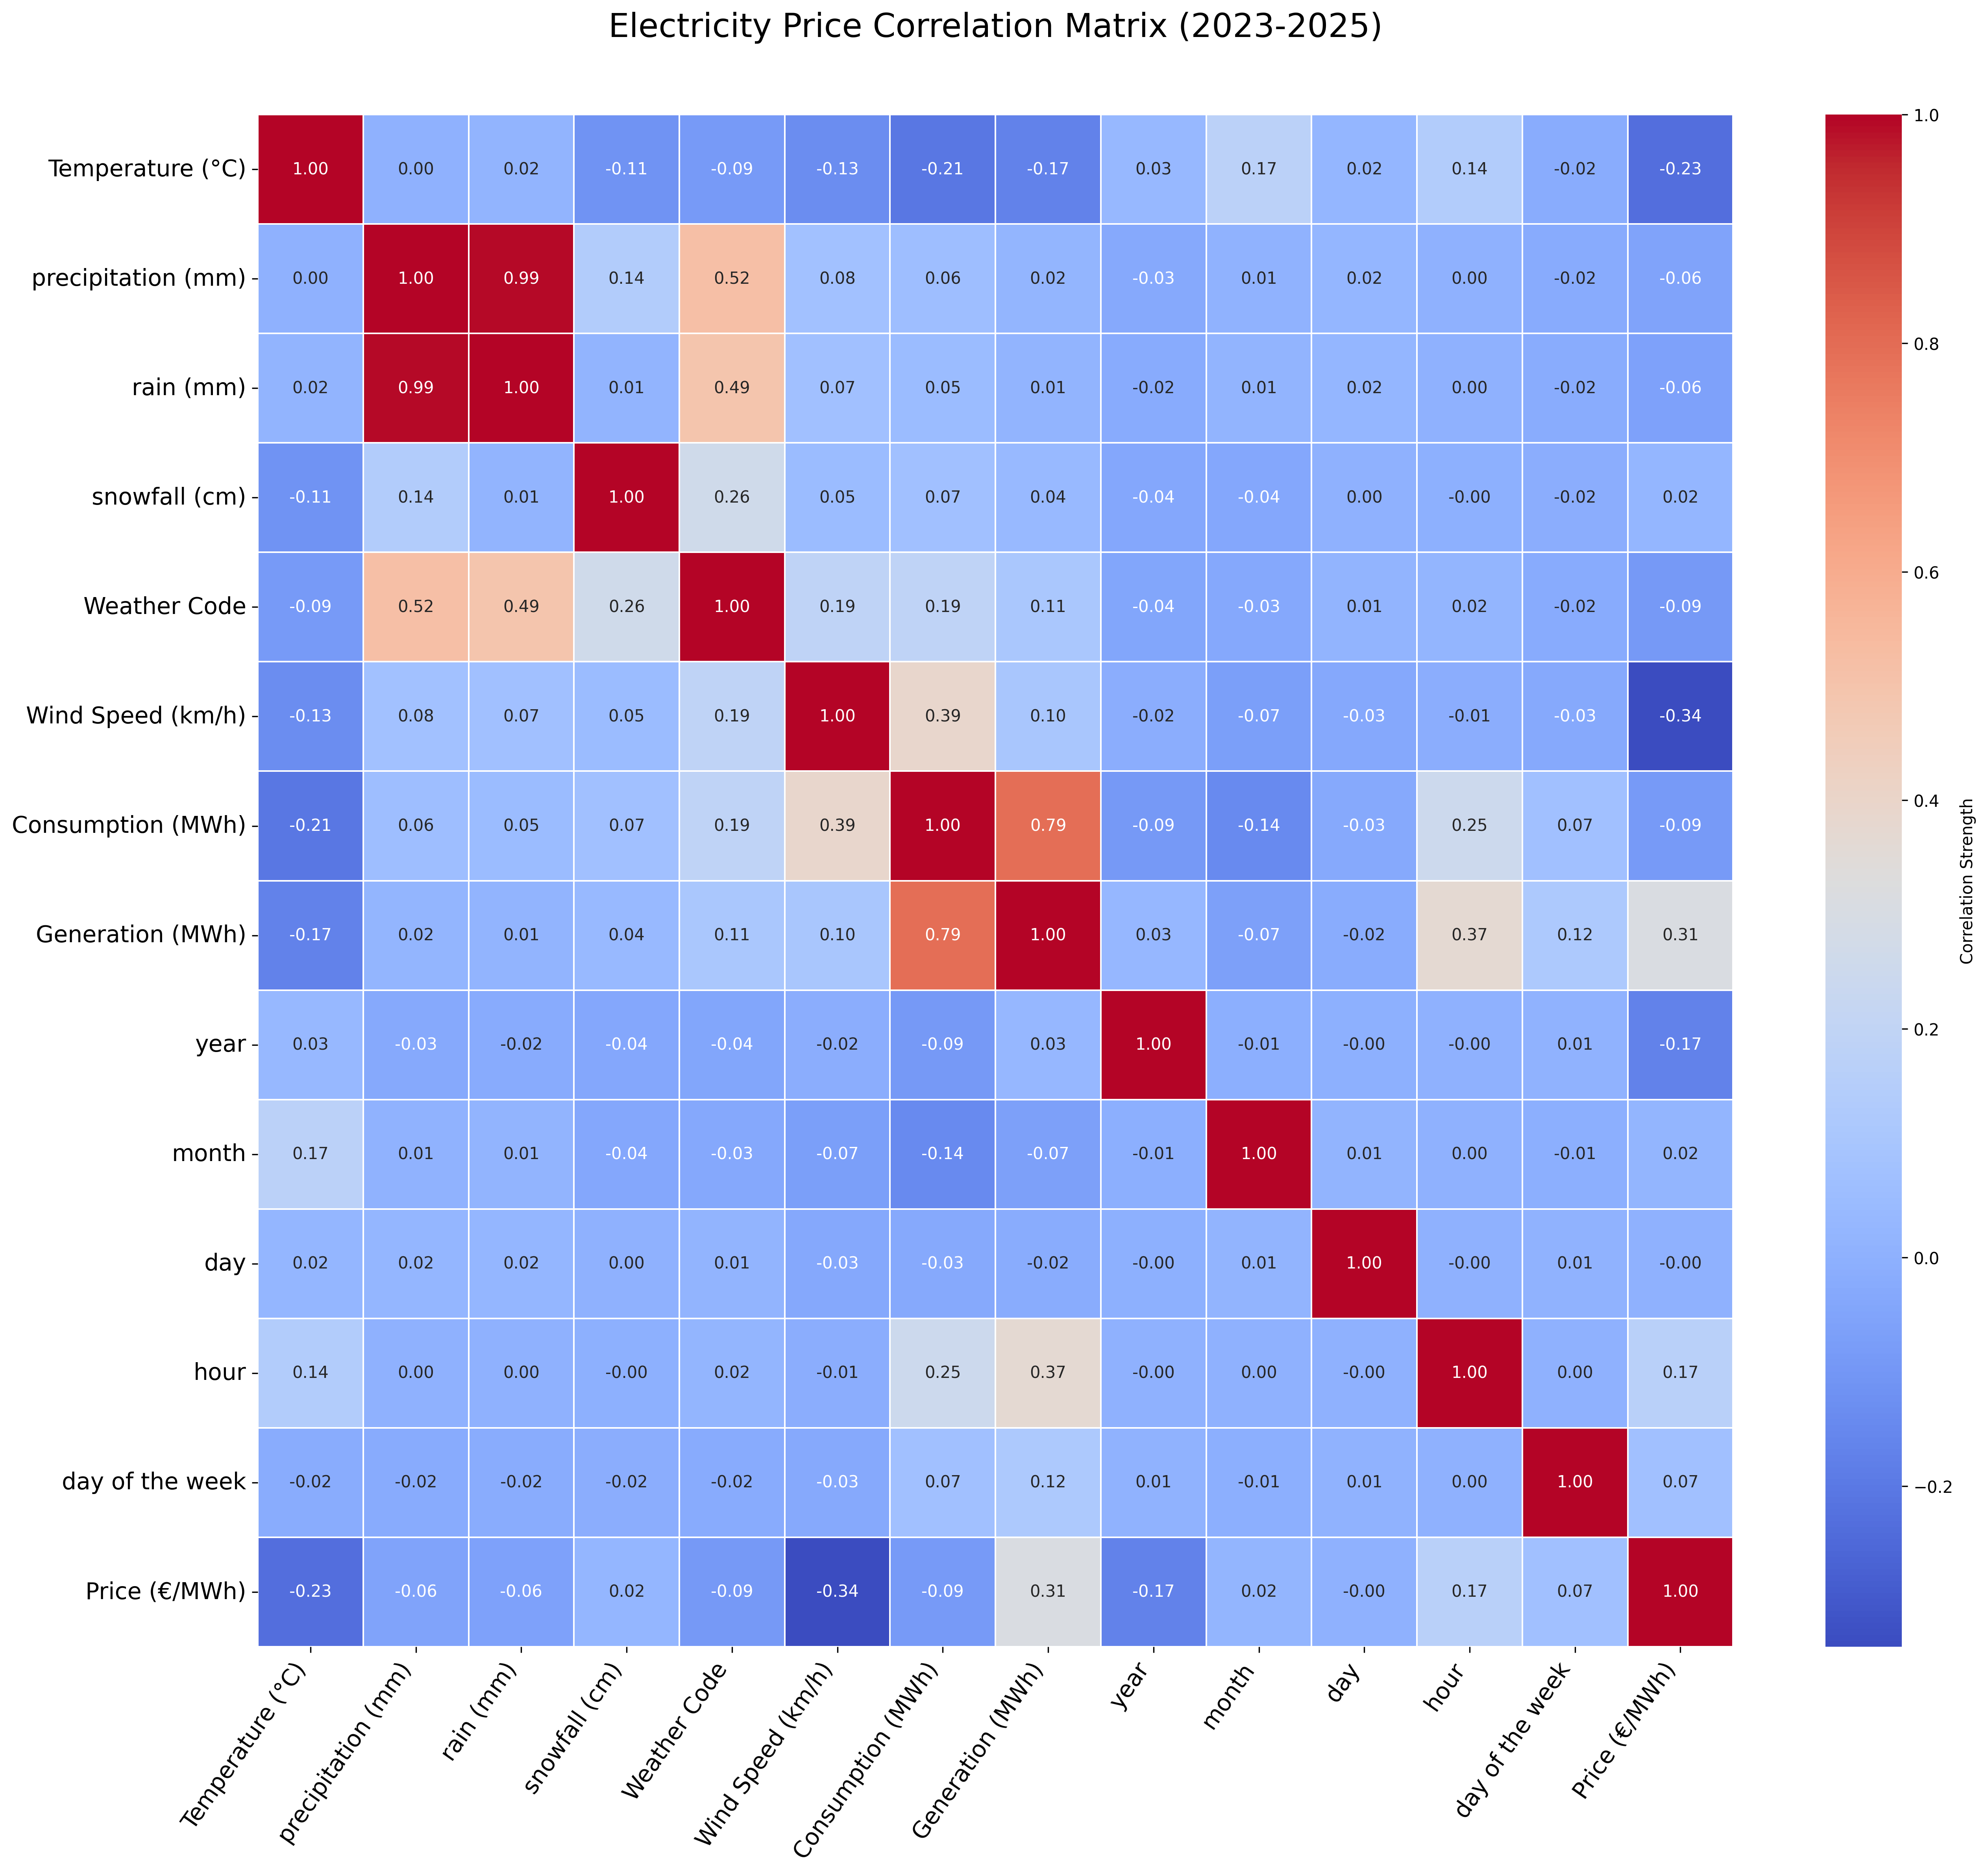 Electricity Price Correlation Matrix (2023-2025)
Temperature (°C) 1.00 0.00 0.02 -0.11 -0.09 -0.13 -0.21 -0.17 0.03 0.17 0.02 0.14 -0.02 -0.23
precipitation (mm) 0.00 1.00 0.99 0.14 0.52 0.08 0.06 0.02 -0.03 0.01 0.02 0.00 -0.02 -0.06
rain (mm) 0.02 0.99 1.00 0.01 0.49 0.07 0.05 0.01 -0.02 0.01 0.02 0.00 -0.02 -0.06
snowfall (cm) -0.11 0.14 0.01 1.00 0.26 0.05 0.07 0.04 -0.04 -0.04 0.00 -0.00 -0.02 0.02
Weather Code -0.09 0.52 0.49 0.26 1.00 0.19 0.19 0.11 -0.04 -0.03 0.01 0.02 -0.02 -0.09
Wind Speed (km/h) -0.13 0.08 0.07 0.05 0.19 1.00 0.39 0.10 -0.02 -0.07 -0.03 -0.01 -0.03 -0.34
Consumption (MWh) -0.21 0.06 0.05 0.07 0.19 0.39 1.00 0.79 -0.09 -0.14 -0.03 0.25 0.07 -0.09
Generation (MWh) -0.17 0.02 0.01 0.04 0.11 0.10 0.79 1.00 0.03 -0.07 -0.02 0.37 0.12 0.31
year 0.03 -0.03 -0.02 -0.04 -0.04 -0.02 -0.09 0.03 1.00 -0.01 -0.00 -0.00 0.01 -0.17
month 0.17 0.01 0.01 -0.04 -0.03 -0.07 -0.14 -0.07 -0.01 1.00 0.01 0.00 -0.01 0.02
day 0.02 0.02 0.02 0.00 0.01 -0.03 -0.03 -0.02 -0.00 0.01 1.00 -0.00 0.01 -0.00
hour 0.14 0.00 0.00 -0.00 0.02 -0.01 0.25 0.37 -0.00 0.00 -0.00 1.00 0.00 0.17
day of the week -0.02 -0.02 -0.02 -0.02 -0.02 -0.03 0.07 0.12 0.01 -0.01 0.01 0.00 1.00 0.07
Price (€/MWh) -0.23 -0.06 -0.06 0.02 -0.09 -0.34 -0.09 0.31 -0.17 0.02 -0.00 0.17 0.07 1.00
Temperature (°C)
precipitation (mm)
rain (mm)
snowfall (cm)
Weather Code
Wind Speed (km/h)
Consumption (MWh)
Generation (MWh)
year
month
day
hour
day of the week
Price (€/MWh)
1.0
0.8
0.6
0.4
0.2
0.0
−0.2
Correlation Strength